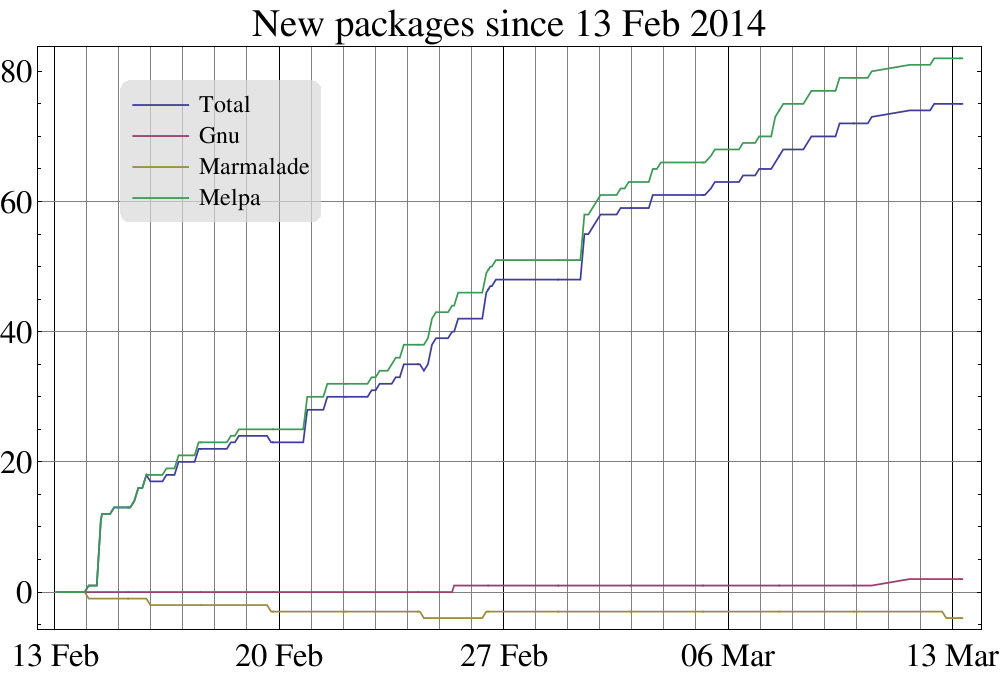 New packages since 13 Feb 2014
80
60
40
20
0
Total
Gnu
Marmalade
Melpa
13 Feb
20 Feb
27 Feb
06 Mar
13 Mar